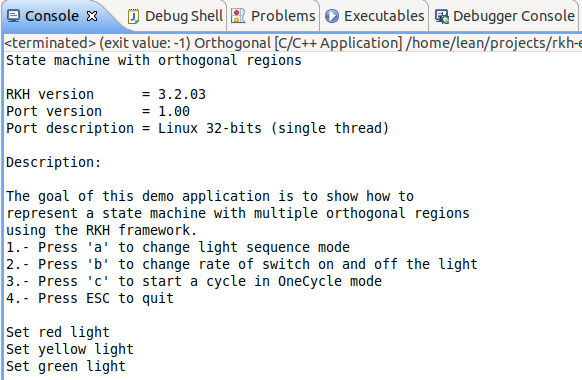 Console Debug Shell Problems Executables Debugger Console
<terminated> (exit value: -1) Orthogonal [C/C++ Application] /home/lean/projects/rkh-e
State machine with orthogonal regions
RKH version = 3.2.03
Port version = 1.00
Port description = Linux 32-bits (single thread)
Description:
The goal of this demo application is to show how to
represent a state machine with multiple orthogonal regions
using the RKH framework.
1.- Press 'a' to change light sequence mode
2.- Press 'b' to change rate of switch on and off the light
3.- Press 'c' to start a cycle in OneCycle mode
4.- Press ESC to quit
Set red light
Set yellow light
Set green light